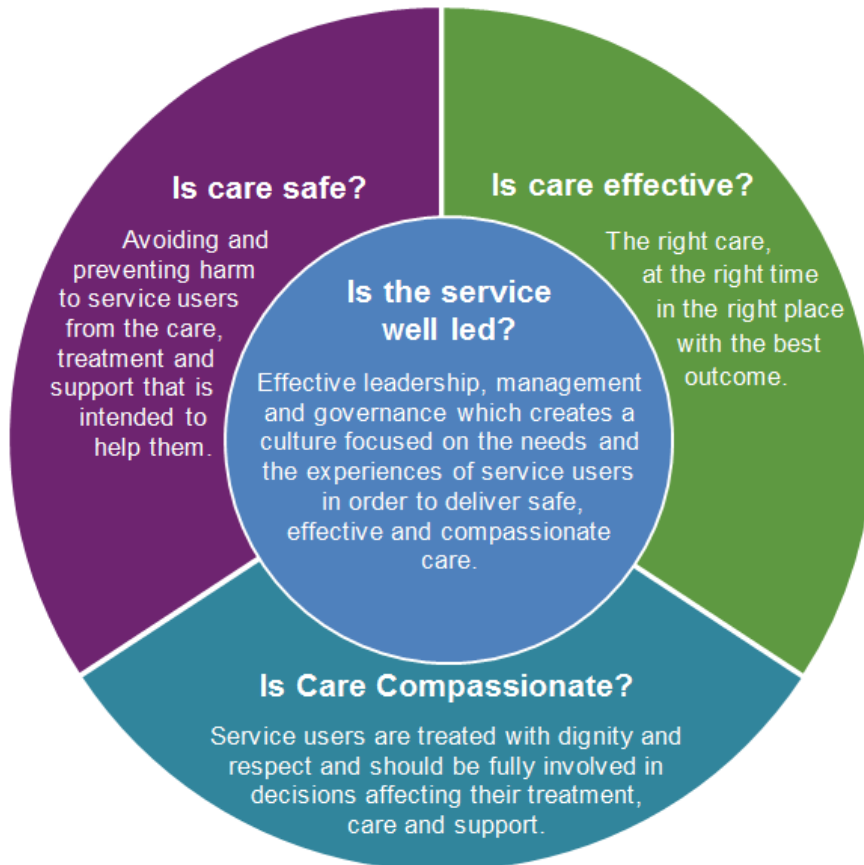 Is care safe?
Avoiding and
preventing harm
to service users
from the care,
treatment and
support that is
intended to
help them.
Is care effective?
The right care,
at the right time
in the right place
with the best
outcome.
Is the service
well led?
Effective leadership, management
and governance which creates a
culture focused on the needs and
the experiences of service users
in order to deliver safe,
effective and compassionate
care.
Is Care Compassionate?
Service users are treated with dignity and
respect and should be fully involved in
decisions affecting their treatment,
care and support.